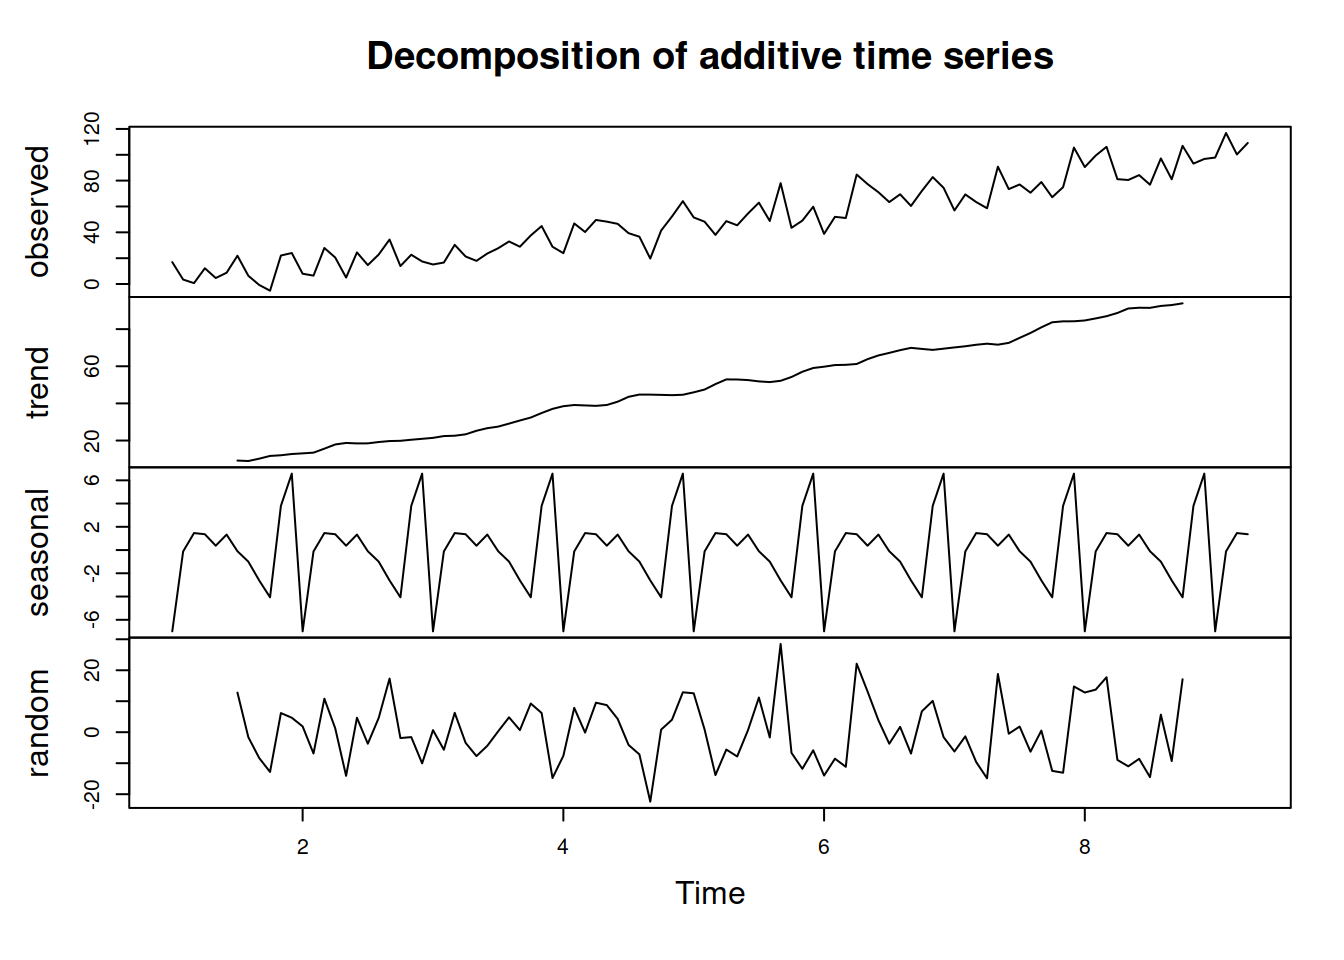 Decomposition of additive time series
observed
0 40 80 120
trend
20 60
seasonal
-6 -2 2 6
random
-20 0 20
2 4 6 8
Time